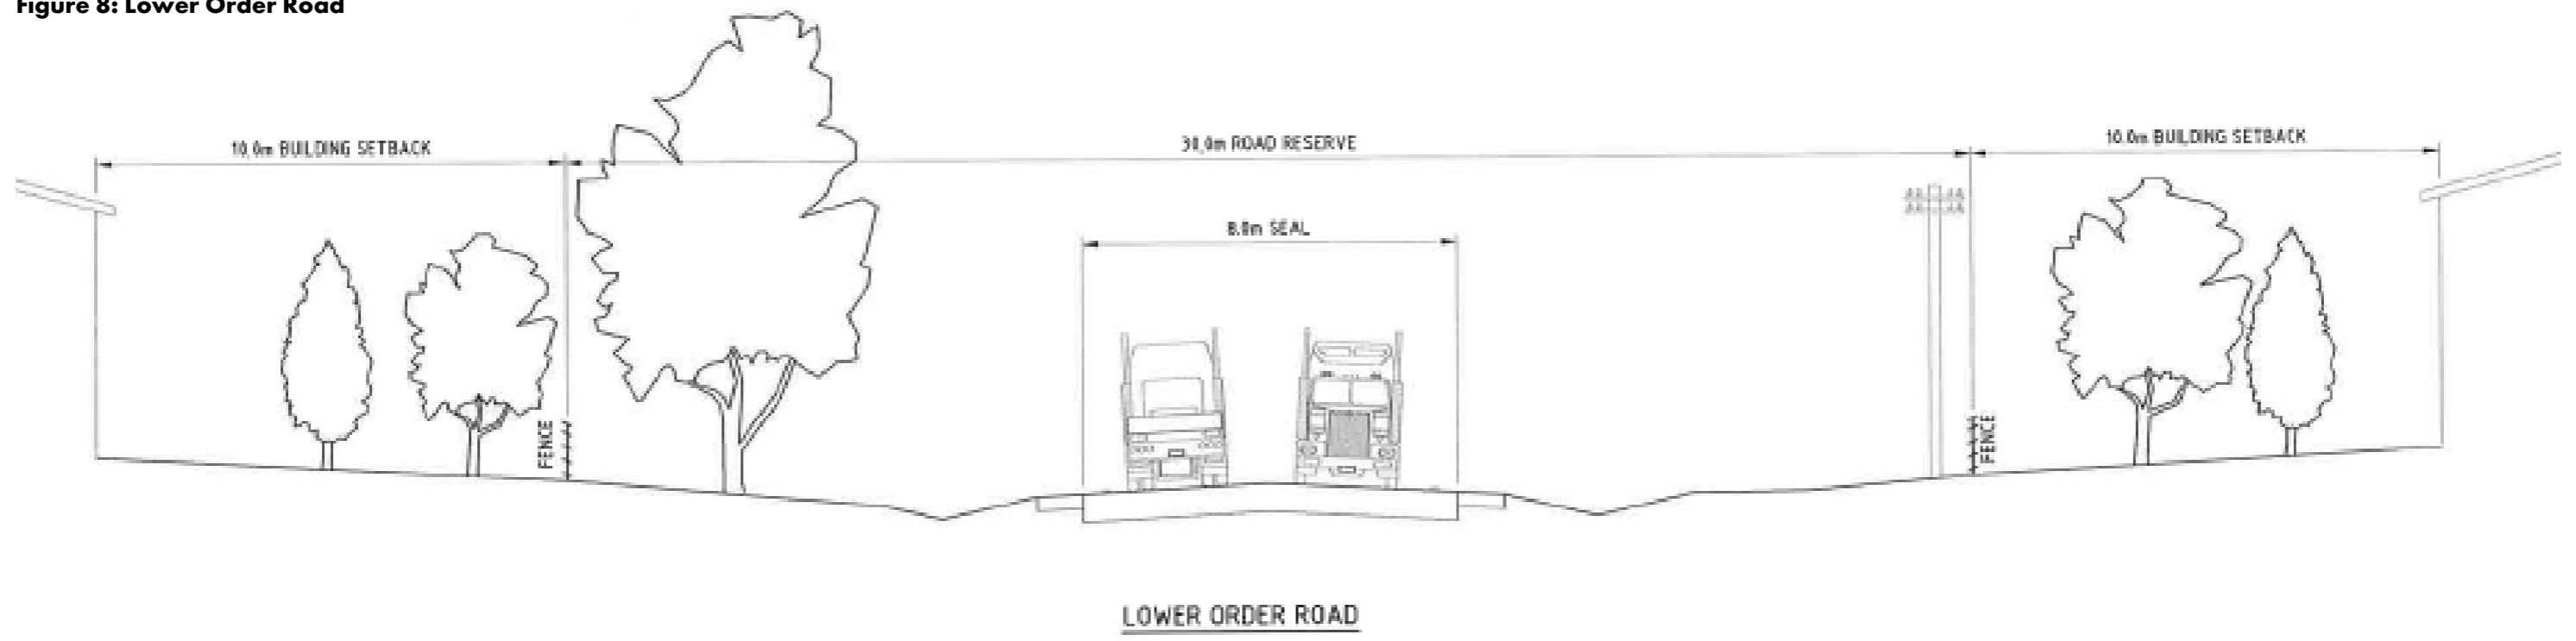 Figure 8: Lower Order Road
10.0m BUILDING SETBACK
30.0m ROAD RESERVE
10.0m BUILDING SETBACK
8.0m SEAL
FENCE
FENCE
LOWER ORDER ROAD